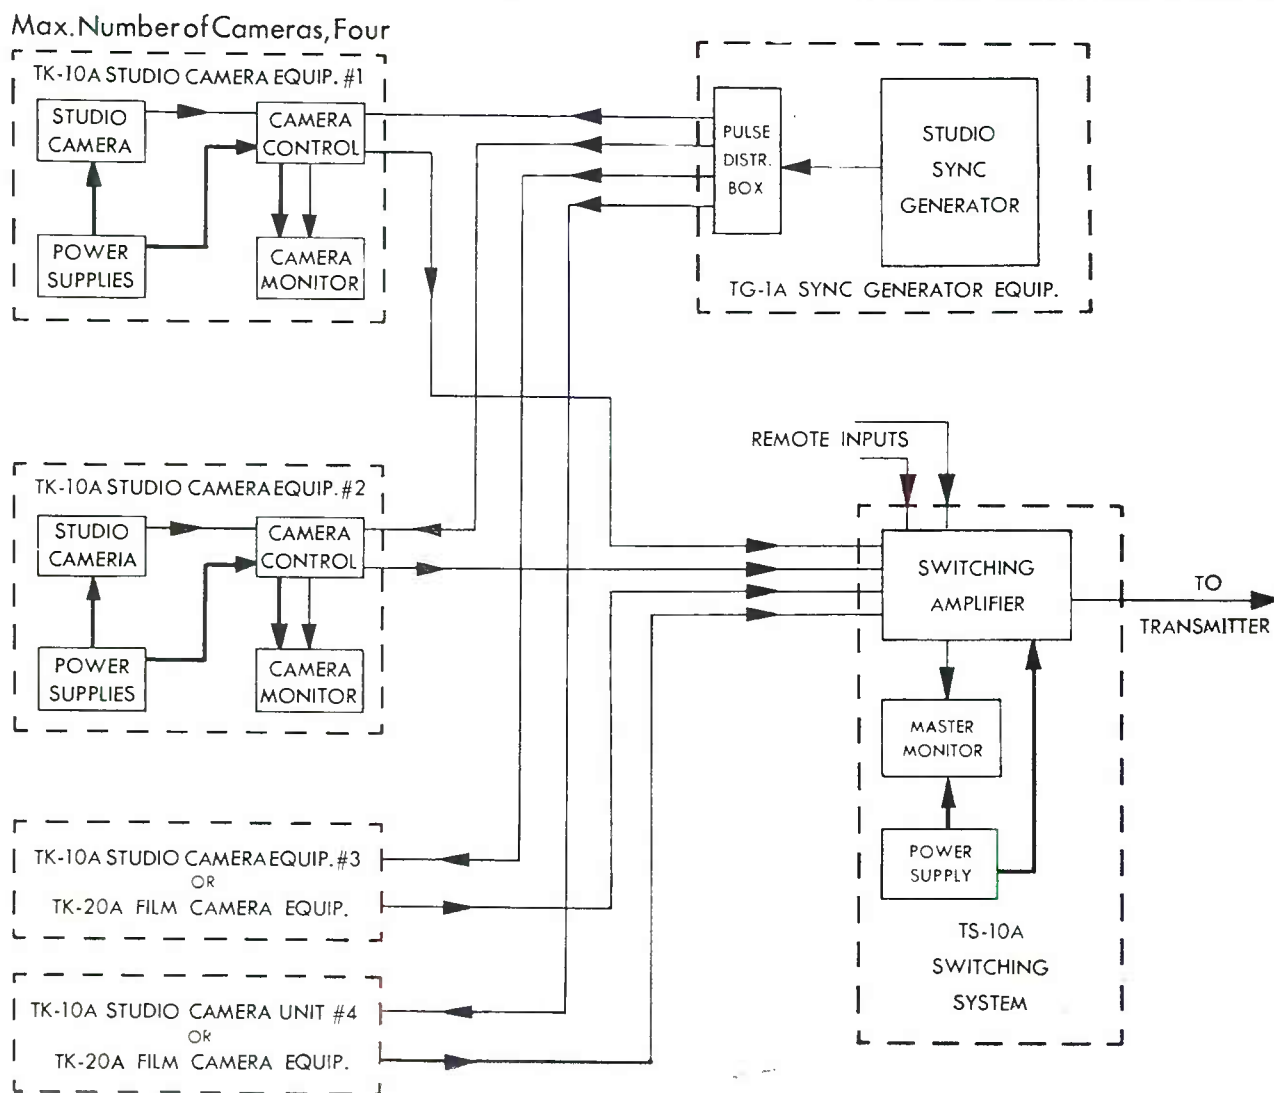 Max. Number of Cameras, Four
TK-10A STUDIO CAMERA EQUIP. #1
STUDIO
CAMERA
CAMERA
CONTROL
POWER
SUPPLIES
CAMERA
MONITOR
PULSE
DISTR.
BOX
STUDIO
SYNC
GENERATOR
TG-1A SYNC GENERATOR EQUIP.
REMOTE INPUTS
TK-10A STUDIO CAMERA EQUIP. #2
STUDIO
CAMERIA
CAMERA
CONTROL
POWER
SUPPLIES
CAMERA
MONITOR
SWITCHING
AMPLIFIER
TO
TRANSMITTER
MASTER
MONITOR
POWER
SUPPLY
TS-10A
SWITCHING
SYSTEM
TK-10A STUDIO CAMERA EQUIP. #3
OR
TK-20A FILM CAMERA EQUIP.
TK-10A STUDIO CAMERA UNIT #4
OR
TK-20A FILM CAMERA EQUIP.